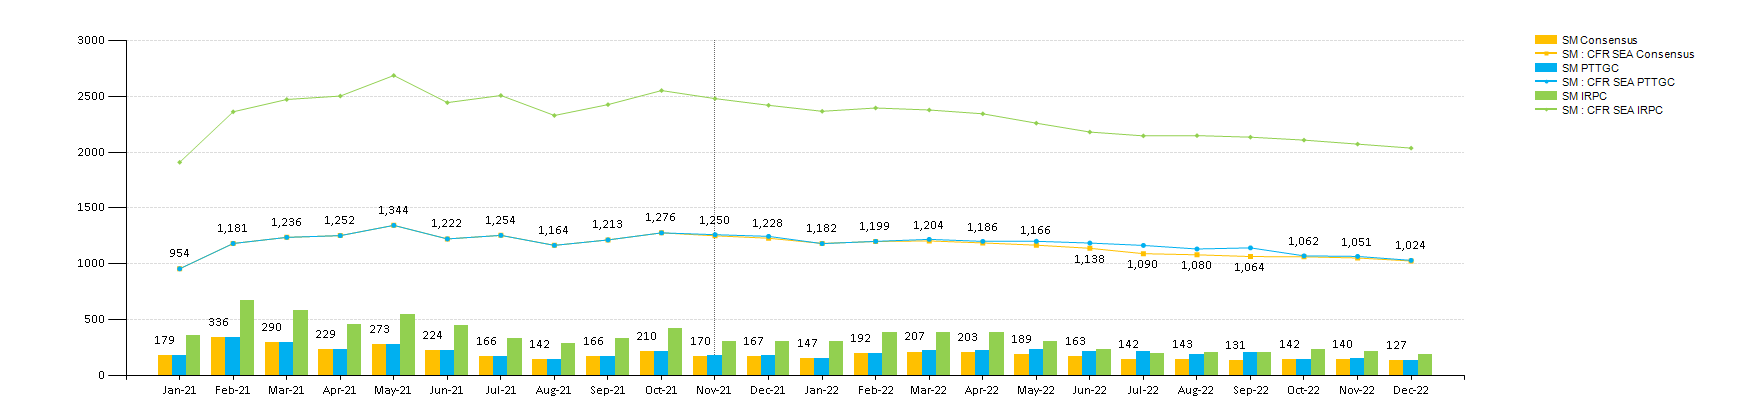 3000
2500
2000
1500
1000
500
0
954 1,181 1,236 1,252 1,344 1,222 1,254 1,164 1,213 1,276 1,250 1,228 1,182 1,199 1,204 1,186 1,166 1,138 1,090 1,080 1,064 1,062 1,051 1,024
179 336 290 229 273 224 166 142 166 210 170 167 147 192 207 203 189 163 142 143 131 142 140 127
Jan-21 Feb-21 Mar-21 Apr-21 May-21 Jun-21 Jul-21 Aug-21 Sep-21 Oct-21 Nov-21 Dec-21 Jan-22 Feb-22 Mar-22 Apr-22 May-22 Jun-22 Jul-22 Aug-22 Sep-22 Oct-22 Nov-22 Dec-22
SM Consensus
SM : CFR SEA Consensus
SM PTTGC
SM : CFR SEA PTTGC
SM IRPC
SM : CFR SEA IRPC